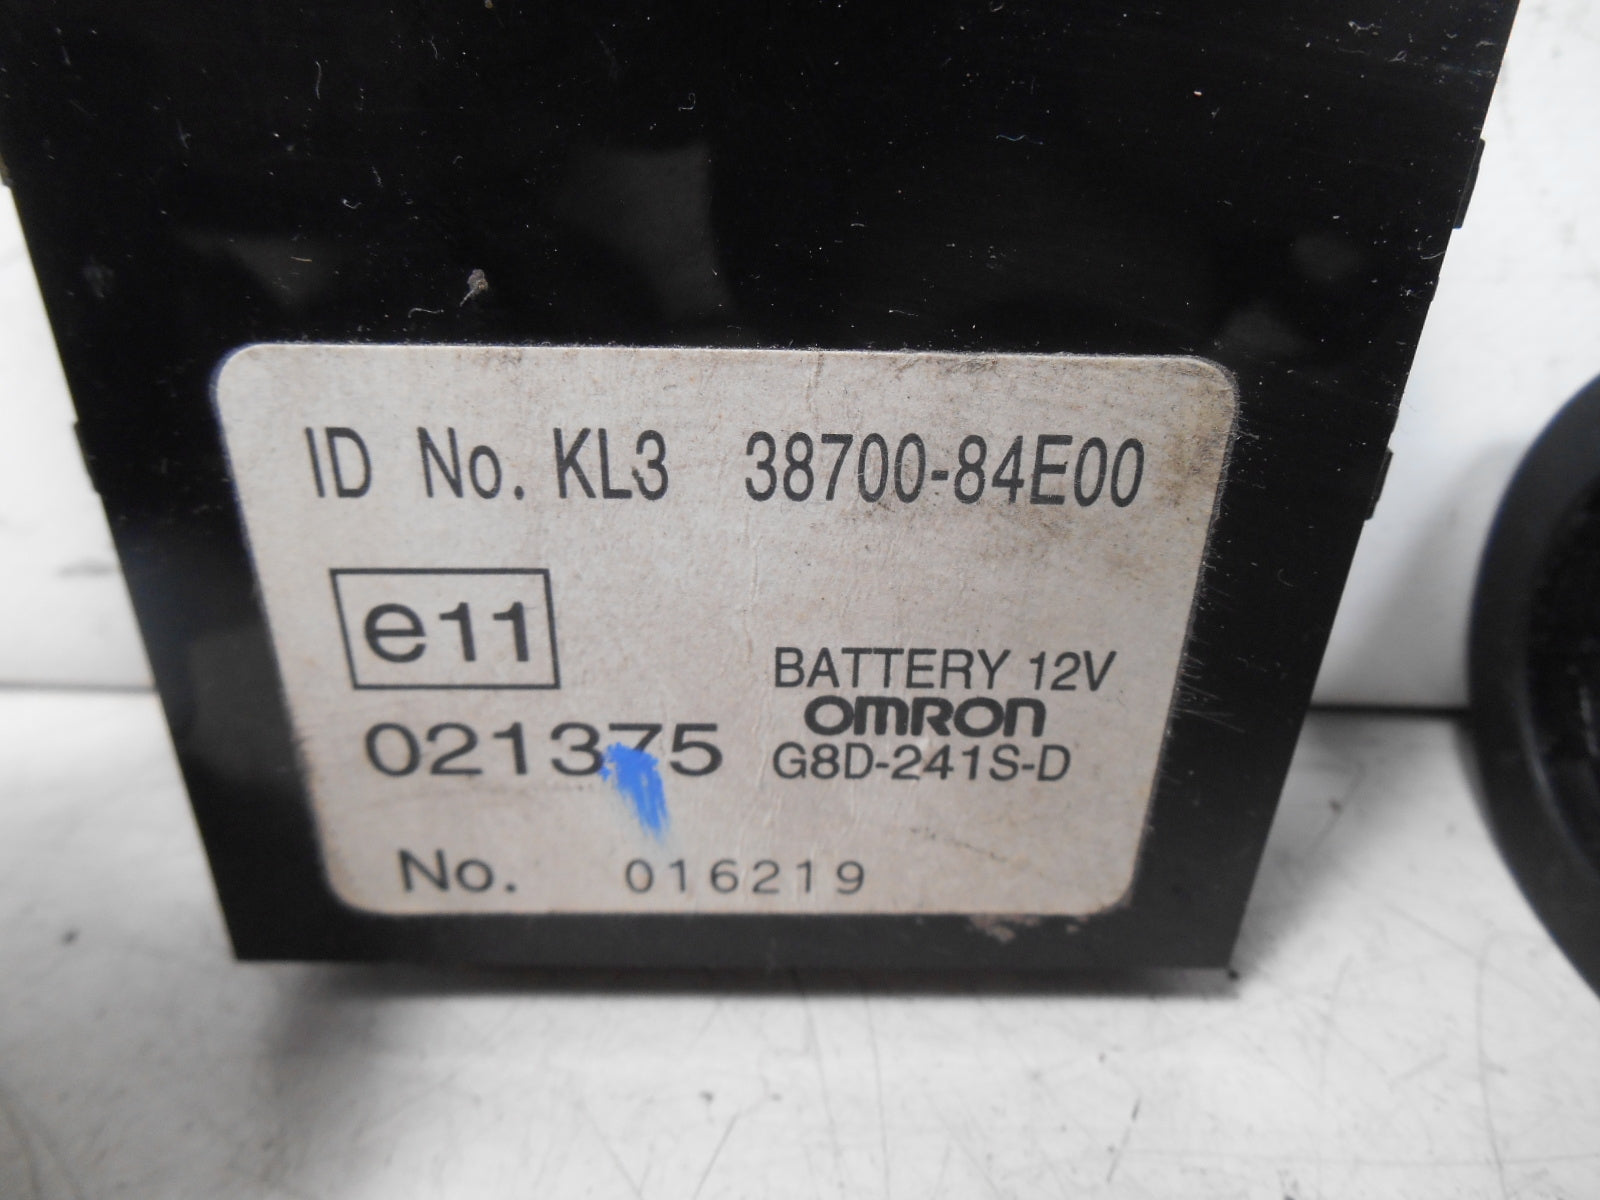 ID No. KL3 38700-84E00
e11
021375
BATTERY 12V
OMRON
G8D-241S-D
No. 016219